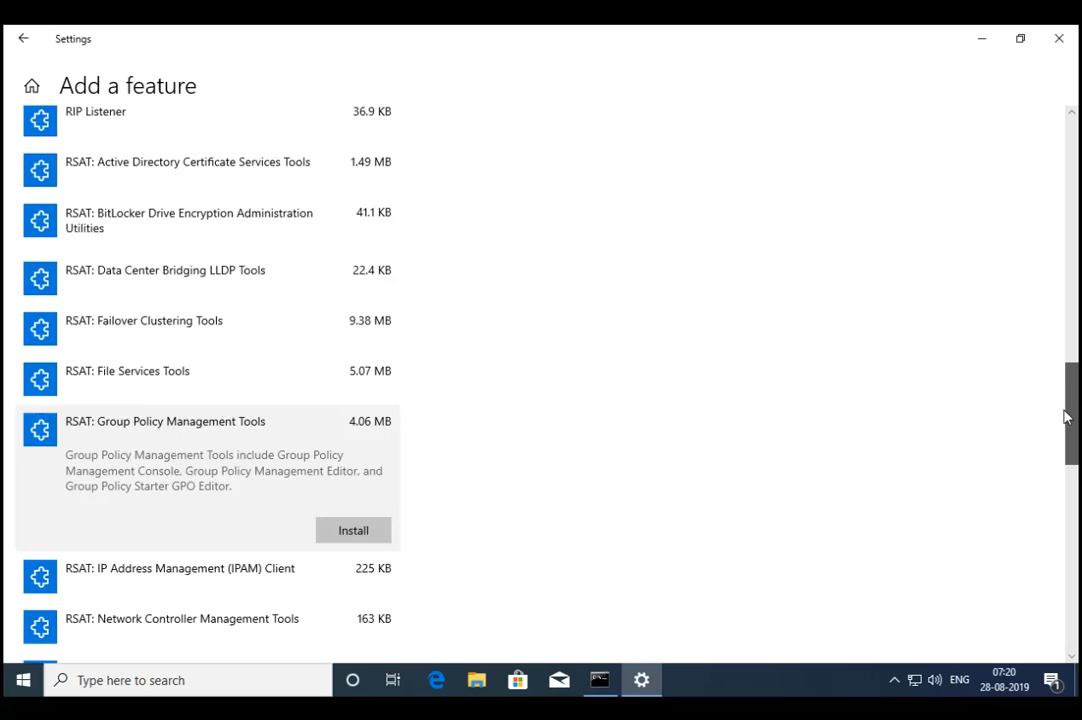 Settings
Add a feature
RIP Listener 36.9 KB
RSAT: Active Directory Certificate Services Tools 1.49 MB
RSAT: BitLocker Drive Encryption Administration 41.1 KB
Utilities
RSAT: Data Center Bridging LLDP Tools 22.4 KB
RSAT: Failover Clustering Tools 9.38 MB
RSAT: File Services Tools 5.07 MB
RSAT: Group Policy Management Tools 4.06 MB
Group Policy Management Tools include Group Policy
Management Console, Group Policy Management Editor, and
Group Policy Starter GPO Editor.
Install
RSAT: IP Address Management (IPAM) Client 225 KB
RSAT: Network Controller Management Tools 163 KB
Type here to search
ENG
07:20
28-08-2019
1